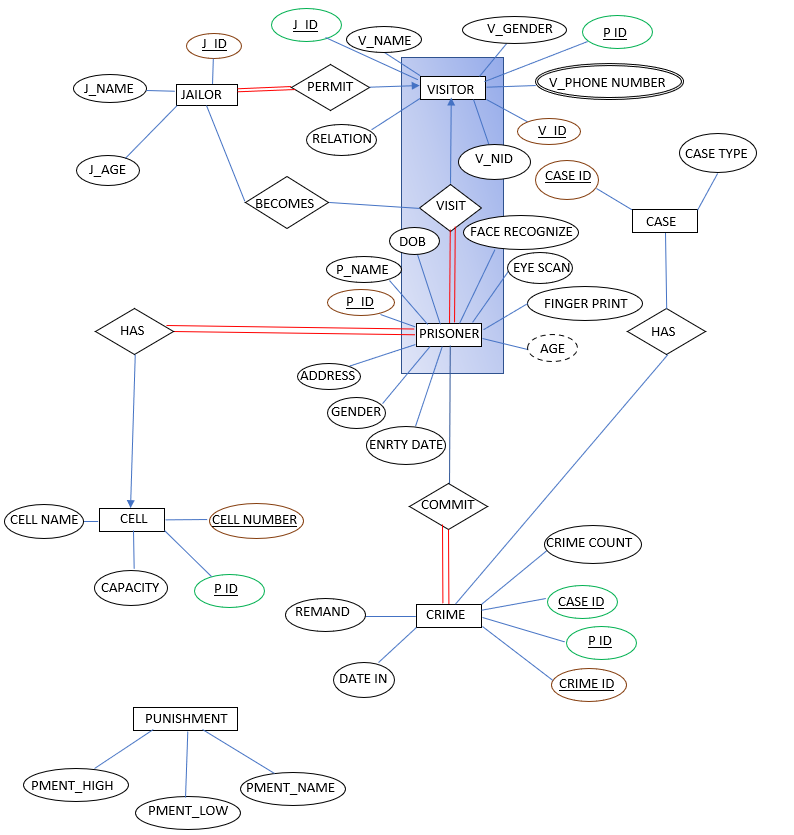 J_ID
V_NAME
V_GENDER
P ID
J_ID
J_NAME
JAILOR
PERMIT
VISITOR
V_PHONE NUMBER
RELATION
V_ID
J_AGE
V_NID
CASE TYPE
CASE ID
BECOMES
VISIT
CASE
DOB
FACE RECOGNIZE
P_NAME
EYE SCAN
P_ID
FINGER PRINT
HAS
PRISONER
HAS
AGE
ADDRESS
GENDER
ENRTY DATE
COMMIT
CELL NAME
CELL
CELL NUMBER
CRIME COUNT
CAPACITY
P ID
CASE ID
REMAND
CRIME
P ID
DATE IN
CRIME ID
PUNISHMENT
PMENT_HIGH
PMENT_NAME
PMENT_LOW